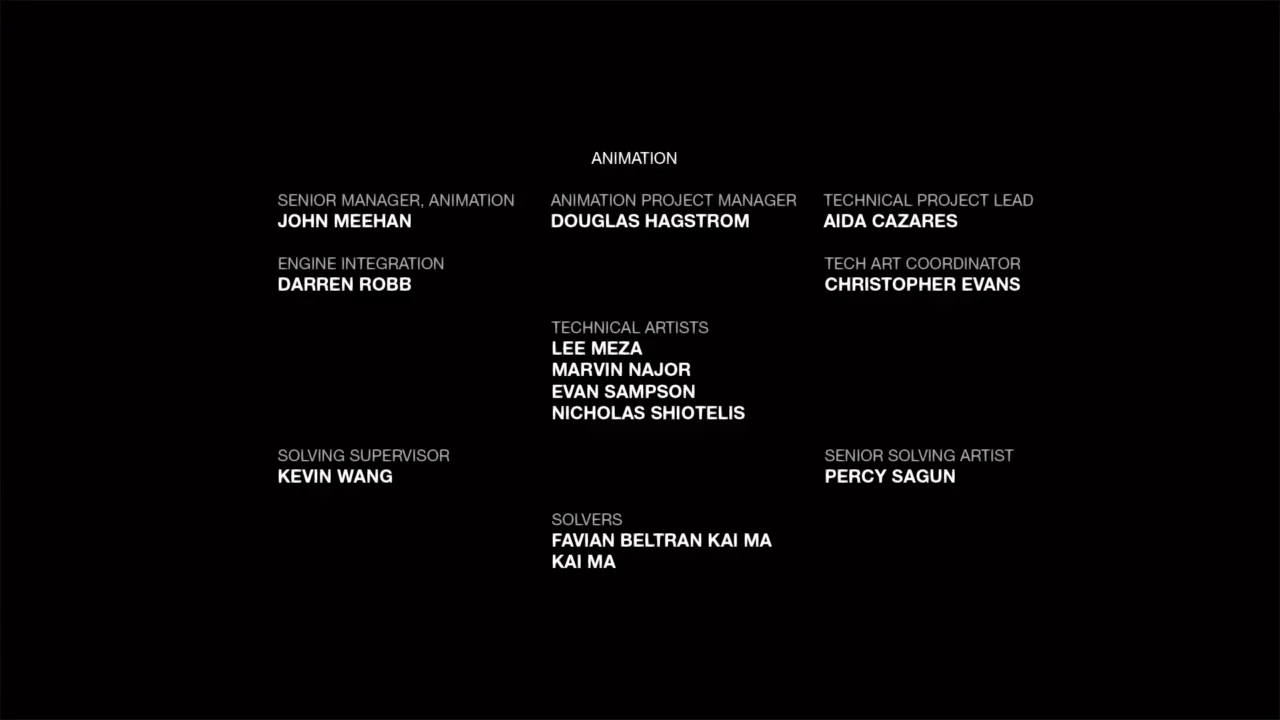 ANIMATION
SENIOR MANAGER, ANIMATION
JOHN MEEHAN
ANIMATION PROJECT MANAGER
DOUGLAS HAGSTROM
TECHNICAL PROJECT LEAD
AIDA CAZARES
ENGINE INTEGRATION
DARREN ROBB
TECH ART COORDINATOR
CHRISTOPHER EVANS
TECHNICAL ARTISTS
LEE MEZA
MARVIN NAJOR
EVAN SAMPSON
NICHOLAS SHIOTELIS
SOLVING SUPERVISOR
KEVIN WANG
SENIOR SOLVING ARTIST
PERCY SAGUN
SOLVERS
FAVIAN BELTRAN KAI MA
KAI MA